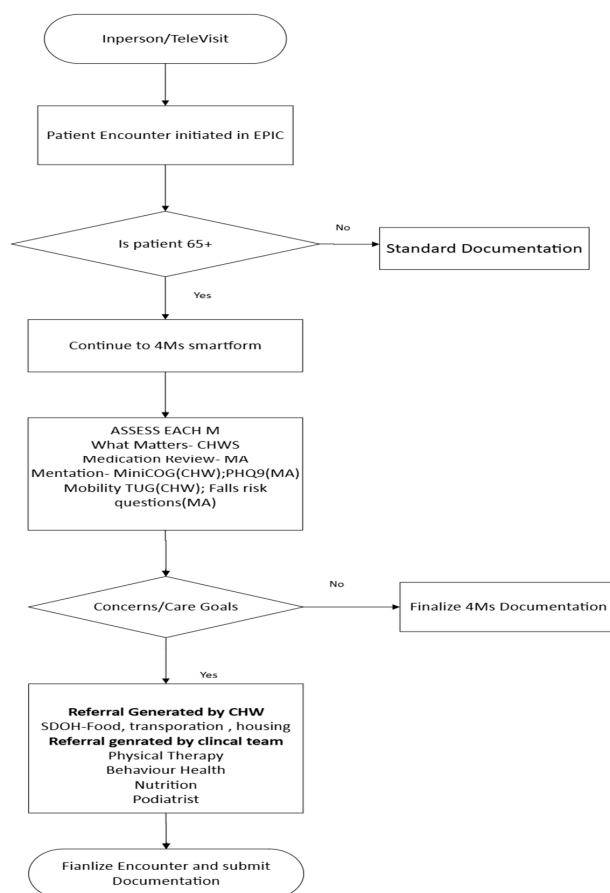 Inperson/TeleVisit
Patient Encounter initiated in EPIC
Is patient 65+
No
Standard Documentation
Yes
Continue to 4Ms smartform
ASSESS EACH M
What Matters- CHWS
Medication Review- MA
Mentation- MiniCOG(CHW);PHQ9(MA)
Mobility TUG(CHW); Falls risk
questions(MA)
Concerns/Care Goals
No
Finalize 4Ms Documentation
Yes
Referral Generated by CHW
SDOH-Food, transporation , housing
Referral genrated by clincal team
Physical Therapy
Behaviour Health
Nutrition
Podiatrist
Fianlize Encounter and submit
Documentation